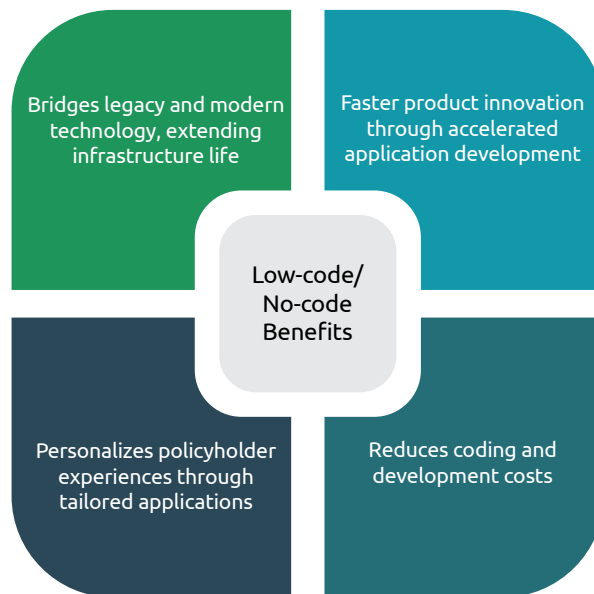 Bridges legacy and modern
technology, extending
infrastructure life
Faster product innovation
through accelerated
application development
Low-code/
No-code
Benefits
Personalizes policyholder
experiences through
tailored applications
Reduces coding and
development costs